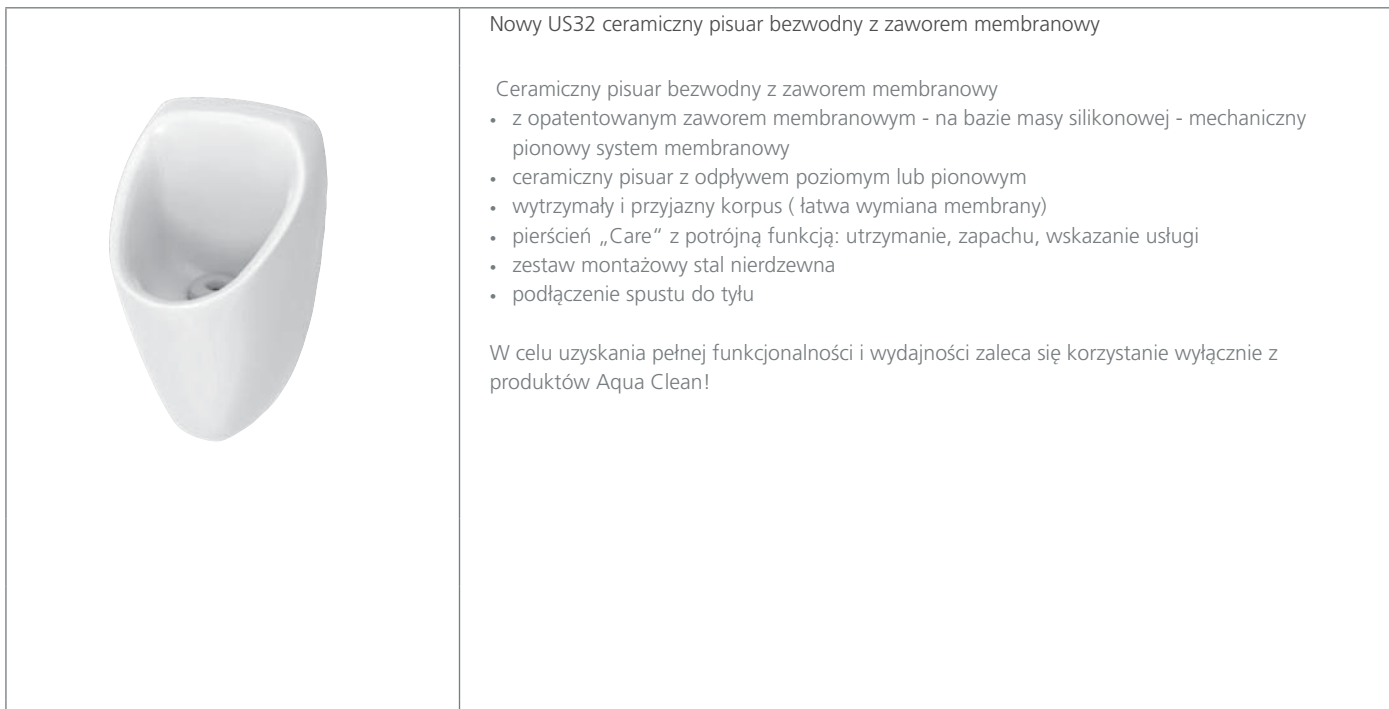 Nowy US32 ceramiczny pisuar bezwodny z zaworem membranowy
Ceramiczny pisuar bezwodny z zaworem membranowy
• z opatentowanym zaworem membranowym - na bazie masy silikonowej - mechaniczny
pionowy system membranowy
• ceramiczny pisuar z odpływem poziomym lub pionowym
• wytrzymały i przyjazny korpus ( łatwa wymiana membrany)
• pierścień „Care“ z potrójną funkcją: utrzymanie, zapachu, wskazanie usługi
• zestaw montażowy stal nierdzewna
• podłączenie spustu do tyłu
W celu uzyskania pełnej funkcjonalności i wydajności zaleca się korzystanie wyłącznie z
produktów Aqua Clean!